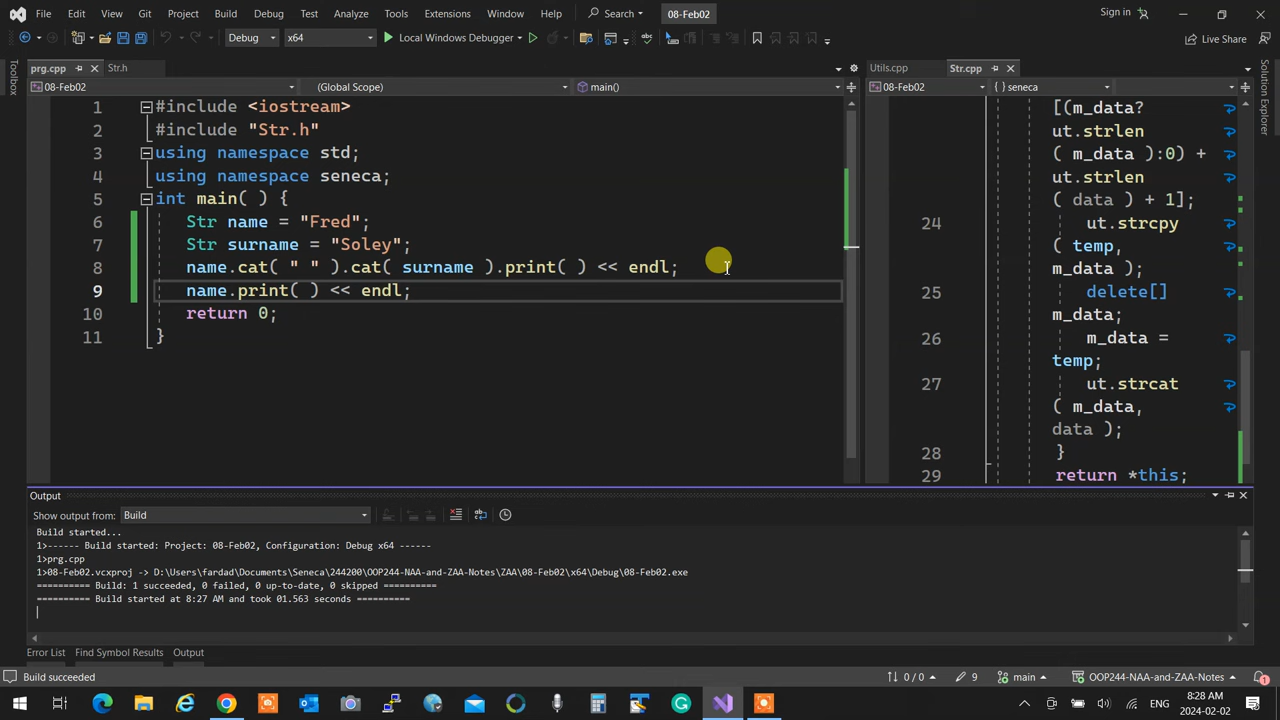 File Edit View Git Project Build Debug Test Analyze Tools Extensions Window Help Search 08-Feb02 Sign in
Debug x64 Local Windows Debugger Live Share
Toolbox
prg.cpp Str.h
08-Feb02 (Global Scope) main()
1 #include <iostream>
2 #include "Str.h"
3 using namespace std;
4 using namespace seneca;
5 int main( ) {
6 Str name = "Fred";
7 Str surname = "Soley";
8 name.cat( " " ).cat( surname ).print( ) << endl;
9 name.print( ) << endl;
10 return 0;
11 }
Utils.cpp Str.cpp
08-Feb02 seneca
[(m_data?
ut.strlen
( m_data ):0) +
ut.strlen
( data ) + 1];
24 ut.strcpy
( temp,
m_data );
25 delete[]
m_data;
26 m_data =
temp;
27 ut.strcat
( m_data,
data );
28 }
29 return *this;
Solution Explorer
Output
Show output from: Build
Build started...
1>------ Build started: Project: 08-Feb02, Configuration: Debug x64 ------
1>prg.cpp
1>08-Feb02.vcxproj -> D:\Users\fardad\Documents\Seneca\244200\OOP244-NAA-and-ZAA-Notes\ZAA\08-Feb02\x64\Debug\08-Feb02.exe
========== Build: 1 succeeded, 0 failed, 0 up-to-date, 0 skipped ==========
========== Build started at 8:27 AM and took 01.563 seconds ==========
Error List Find Symbol Results Output
Build succeeded 0 / 0 9 main OOP244-NAA-and-ZAA-Notes 1
ENG 8:28 AM
2024-02-02